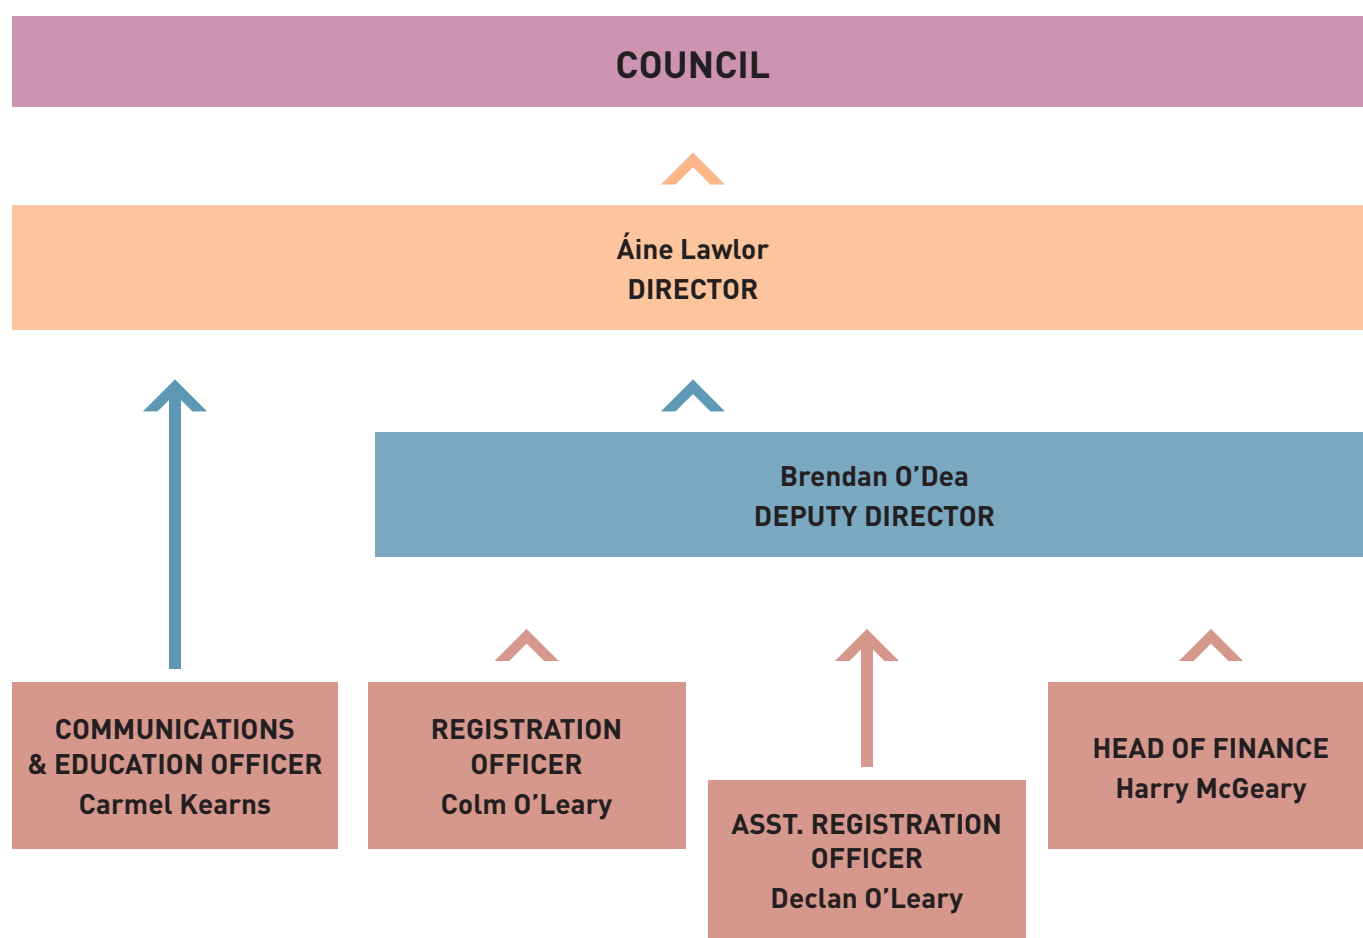 COUNCIL
Áine Lawlor
DIRECTOR
Brendan O’Dea
DEPUTY DIRECTOR
COMMUNICATIONS
& EDUCATION OFFICER
Carmel Kearns
REGISTRATION
OFFICER
Colm O’Leary
ASST. REGISTRATION
OFFICER
Declan O’Leary
HEAD OF FINANCE
Harry McGeary